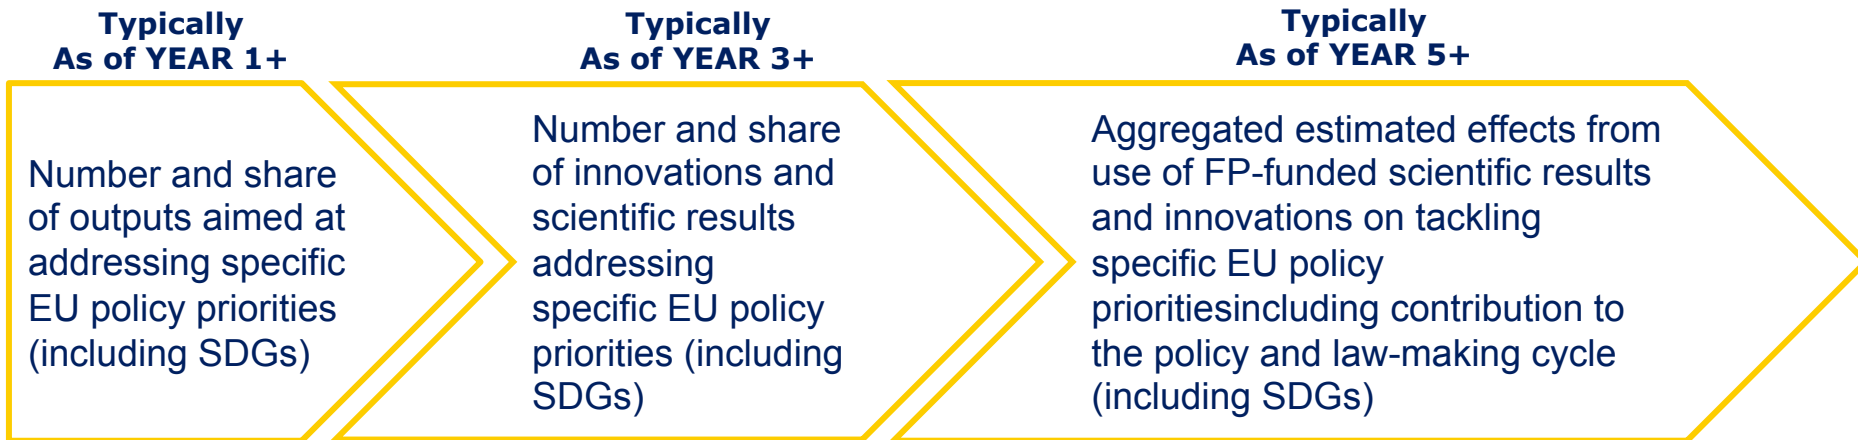 Typically
As of YEAR 1+
Number and share
of outputs aimed at
addressing specific
EU policy priorities
(including SDGs)
Typically
As of YEAR 3+
Number and share
of innovations and
scientific results
addressing
specific EU policy
priorities (including
SDGs)
Typically
As of YEAR 5+
Aggregated estimated effects from
use of FP-funded scientific results
and innovations on tackling
specific EU policy
prioritiesincluding contribution to
the policy and law-making cycle
(including SDGs)